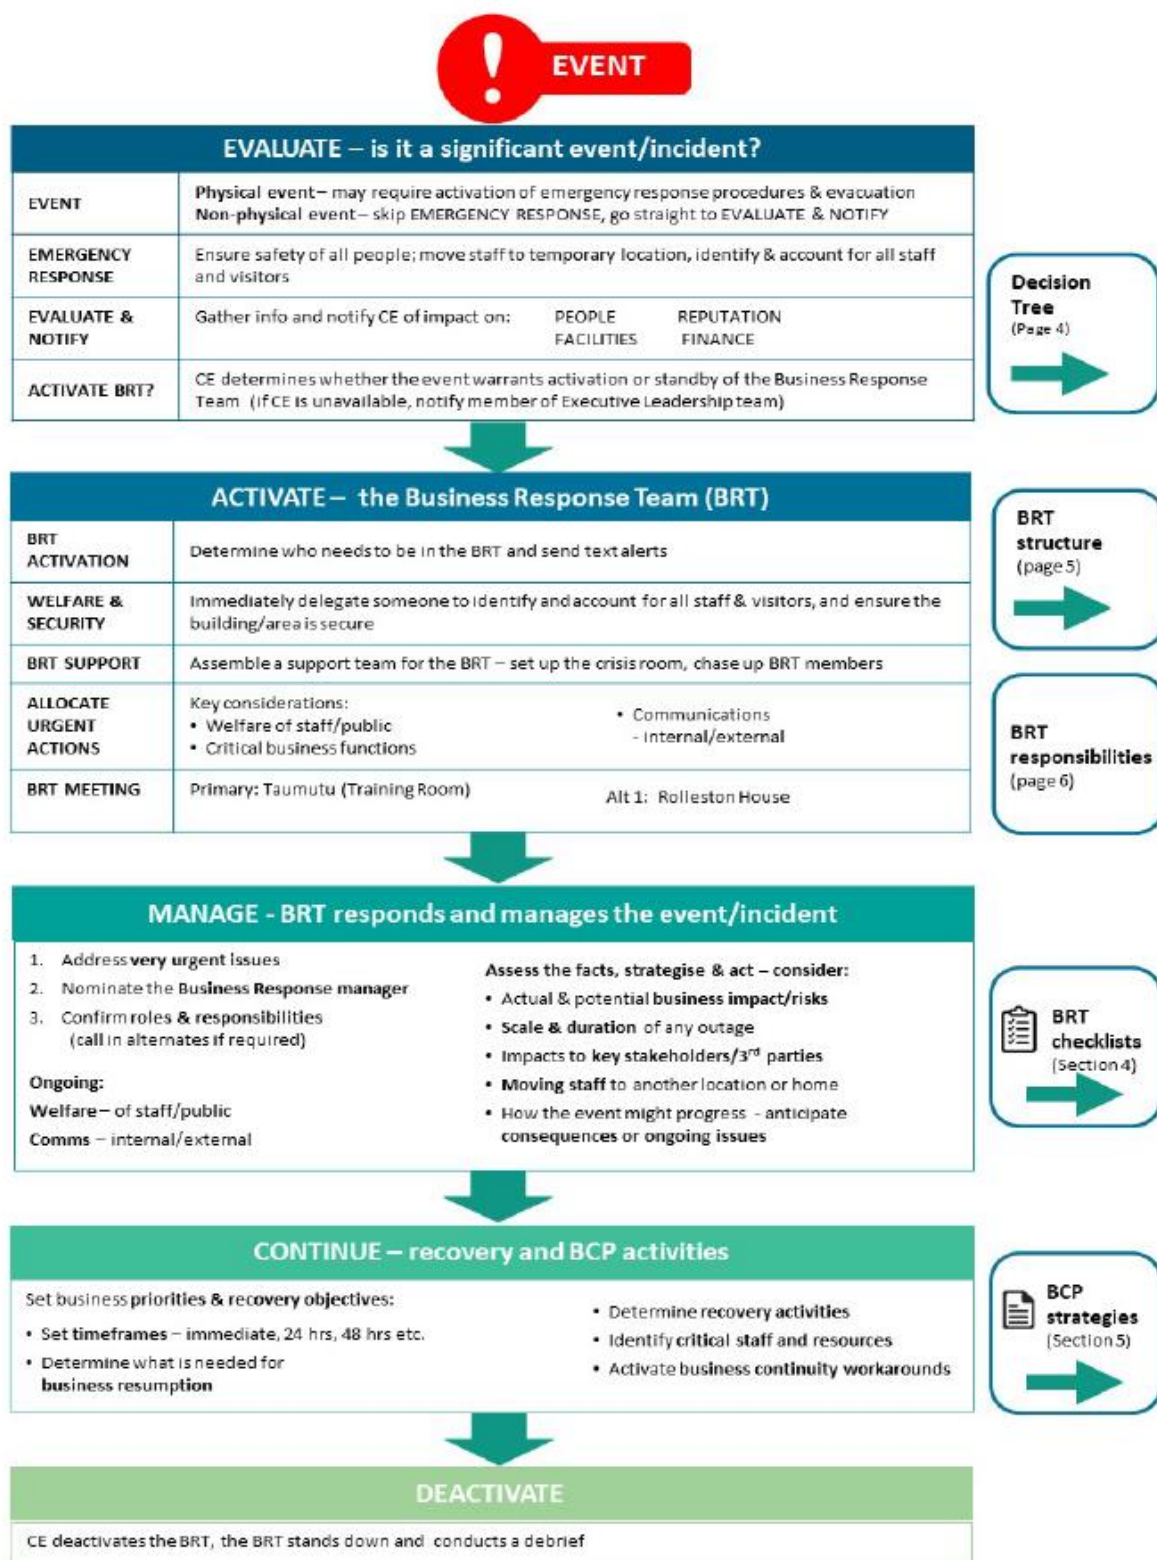 EVENT
EVALUATE – is it a significant event/incident?
EVENT
Physical event – may require activation of emergency response procedures & evacuation
Non-physical event – skip EMERGENCY RESPONSE, go straight to EVALUATE & NOTIFY
EMERGENCY
RESPONSE
Ensure safety of all people; move staff to temporary location, identify & account for all staff
and visitors
EVALUATE &
NOTIFY
Gather info and notify CE of impact on: PEOPLE REPUTATION
FACILITIES FINANCE
ACTIVATE BRT?
CE determines whether the event warrants activation or standby of the Business Response
Team (if CE is unavailable, notify member of Executive Leadership team)
Decision
Tree
(Page 4)
ACTIVATE – the Business Response Team (BRT)
BRT
ACTIVATION
Determine who needs to be in the BRT and send text alerts
WELFARE &
SECURITY
Immediately delegate someone to identify and account for all staff & visitors, and ensure the
building/area is secure
BRT SUPPORT
Assemble a support team for the BRT – set up the crisis room, chase up BRT members
ALLOCATE
URGENT
ACTIONS
Key considerations:
• Welfare of staff/public
• Critical business functions
• Communications
- internal/external
BRT MEETING
Primary: Taumutu (Training Room)
Alt 1: Rolleston House
BRT
structure
(page 5)
BRT
responsibilities
(page 6)
MANAGE - BRT responds and manages the event/incident
1. Address very urgent issues
2. Nominate the Business Response manager
3. Confirm roles & responsibilities
(call in alternates if required)
Ongoing:
Welfare – of staff/public
Comms – internal/external
Assess the facts, strategise & act – consider:
• Actual & potential business impact/risks
• Scale & duration of any outage
• Impacts to key stakeholders/3rd parties
• Moving staff to another location or home
• How the event might progress - anticipate
consequences or ongoing issues
BRT
checklists
(Section 4)
CONTINUE – recovery and BCP activities
Set business priorities & recovery objectives:
• Set timeframes – immediate, 24 hrs, 48 hrs etc.
• Determine what is needed for
business resumption
• Determine recovery activities
• Identify critical staff and resources
• Activate business continuity workarounds
BCP
strategies
(Section 5)
DEACTIVATE
CE deactivates the BRT, the BRT stands down and conducts a debrief